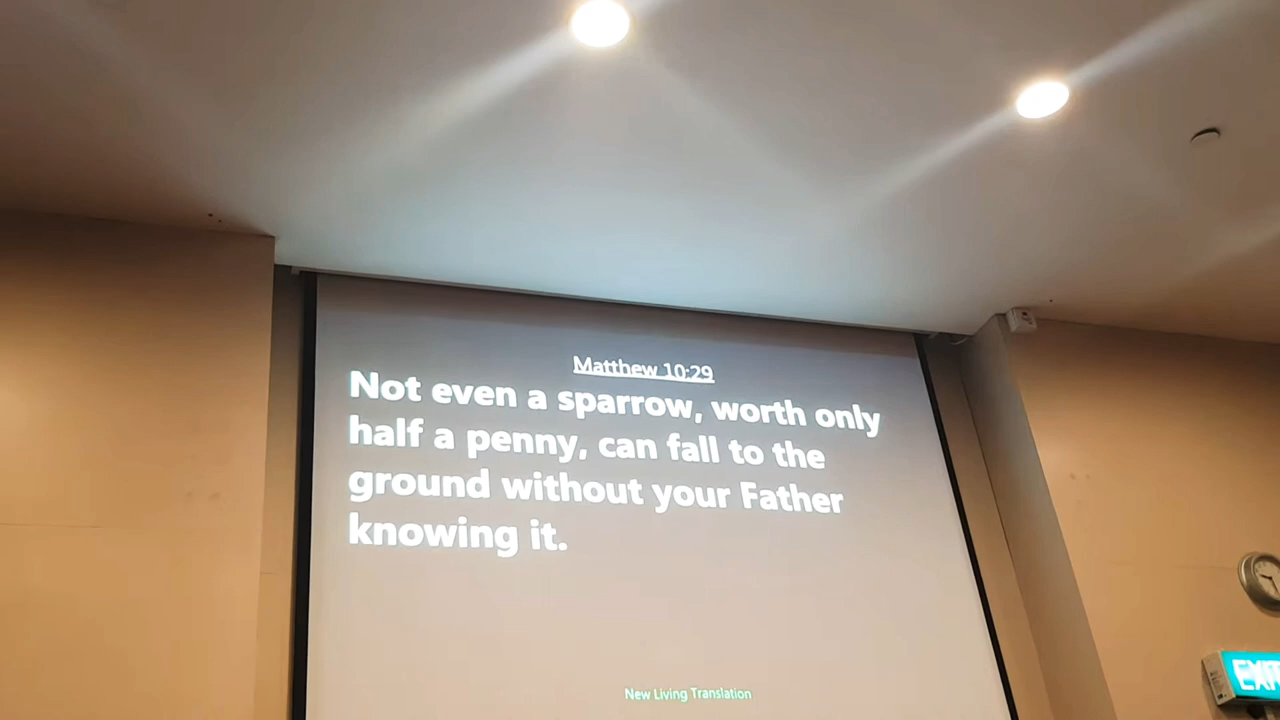 Matthew 10:29
Not even a sparrow, worth only
half a penny, can fall to the
ground without your Father
knowing it.
New Living Translation